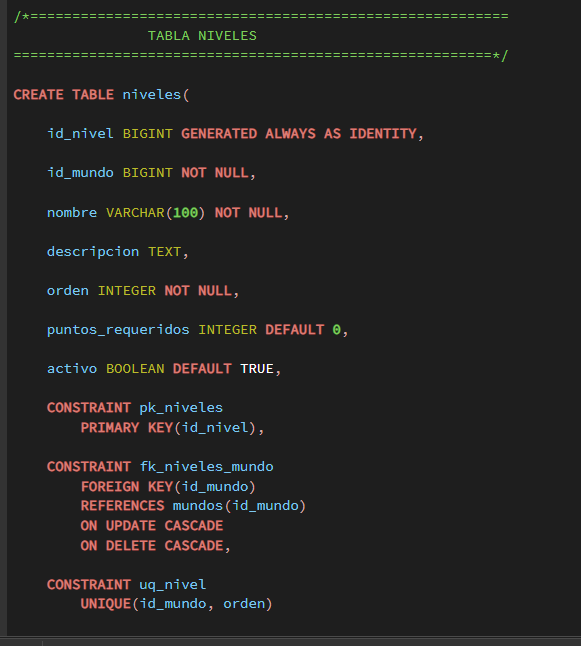 /*=========================================================
TABLA NIVELES
=========================================================*/
CREATE TABLE niveles(
id_nivel BIGINT GENERATED ALWAYS AS IDENTITY,
id_mundo BIGINT NOT NULL,
nombre VARCHAR(100) NOT NULL,
descripcion TEXT,
orden INTEGER NOT NULL,
puntos_requeridos INTEGER DEFAULT 0,
activo BOOLEAN DEFAULT TRUE,
CONSTRAINT pk_niveles
PRIMARY KEY(id_nivel),
CONSTRAINT fk_niveles_mundo
FOREIGN KEY(id_mundo)
REFERENCES mundos(id_mundo)
ON UPDATE CASCADE
ON DELETE CASCADE,
CONSTRAINT uq_nivel
UNIQUE(id_mundo, orden)